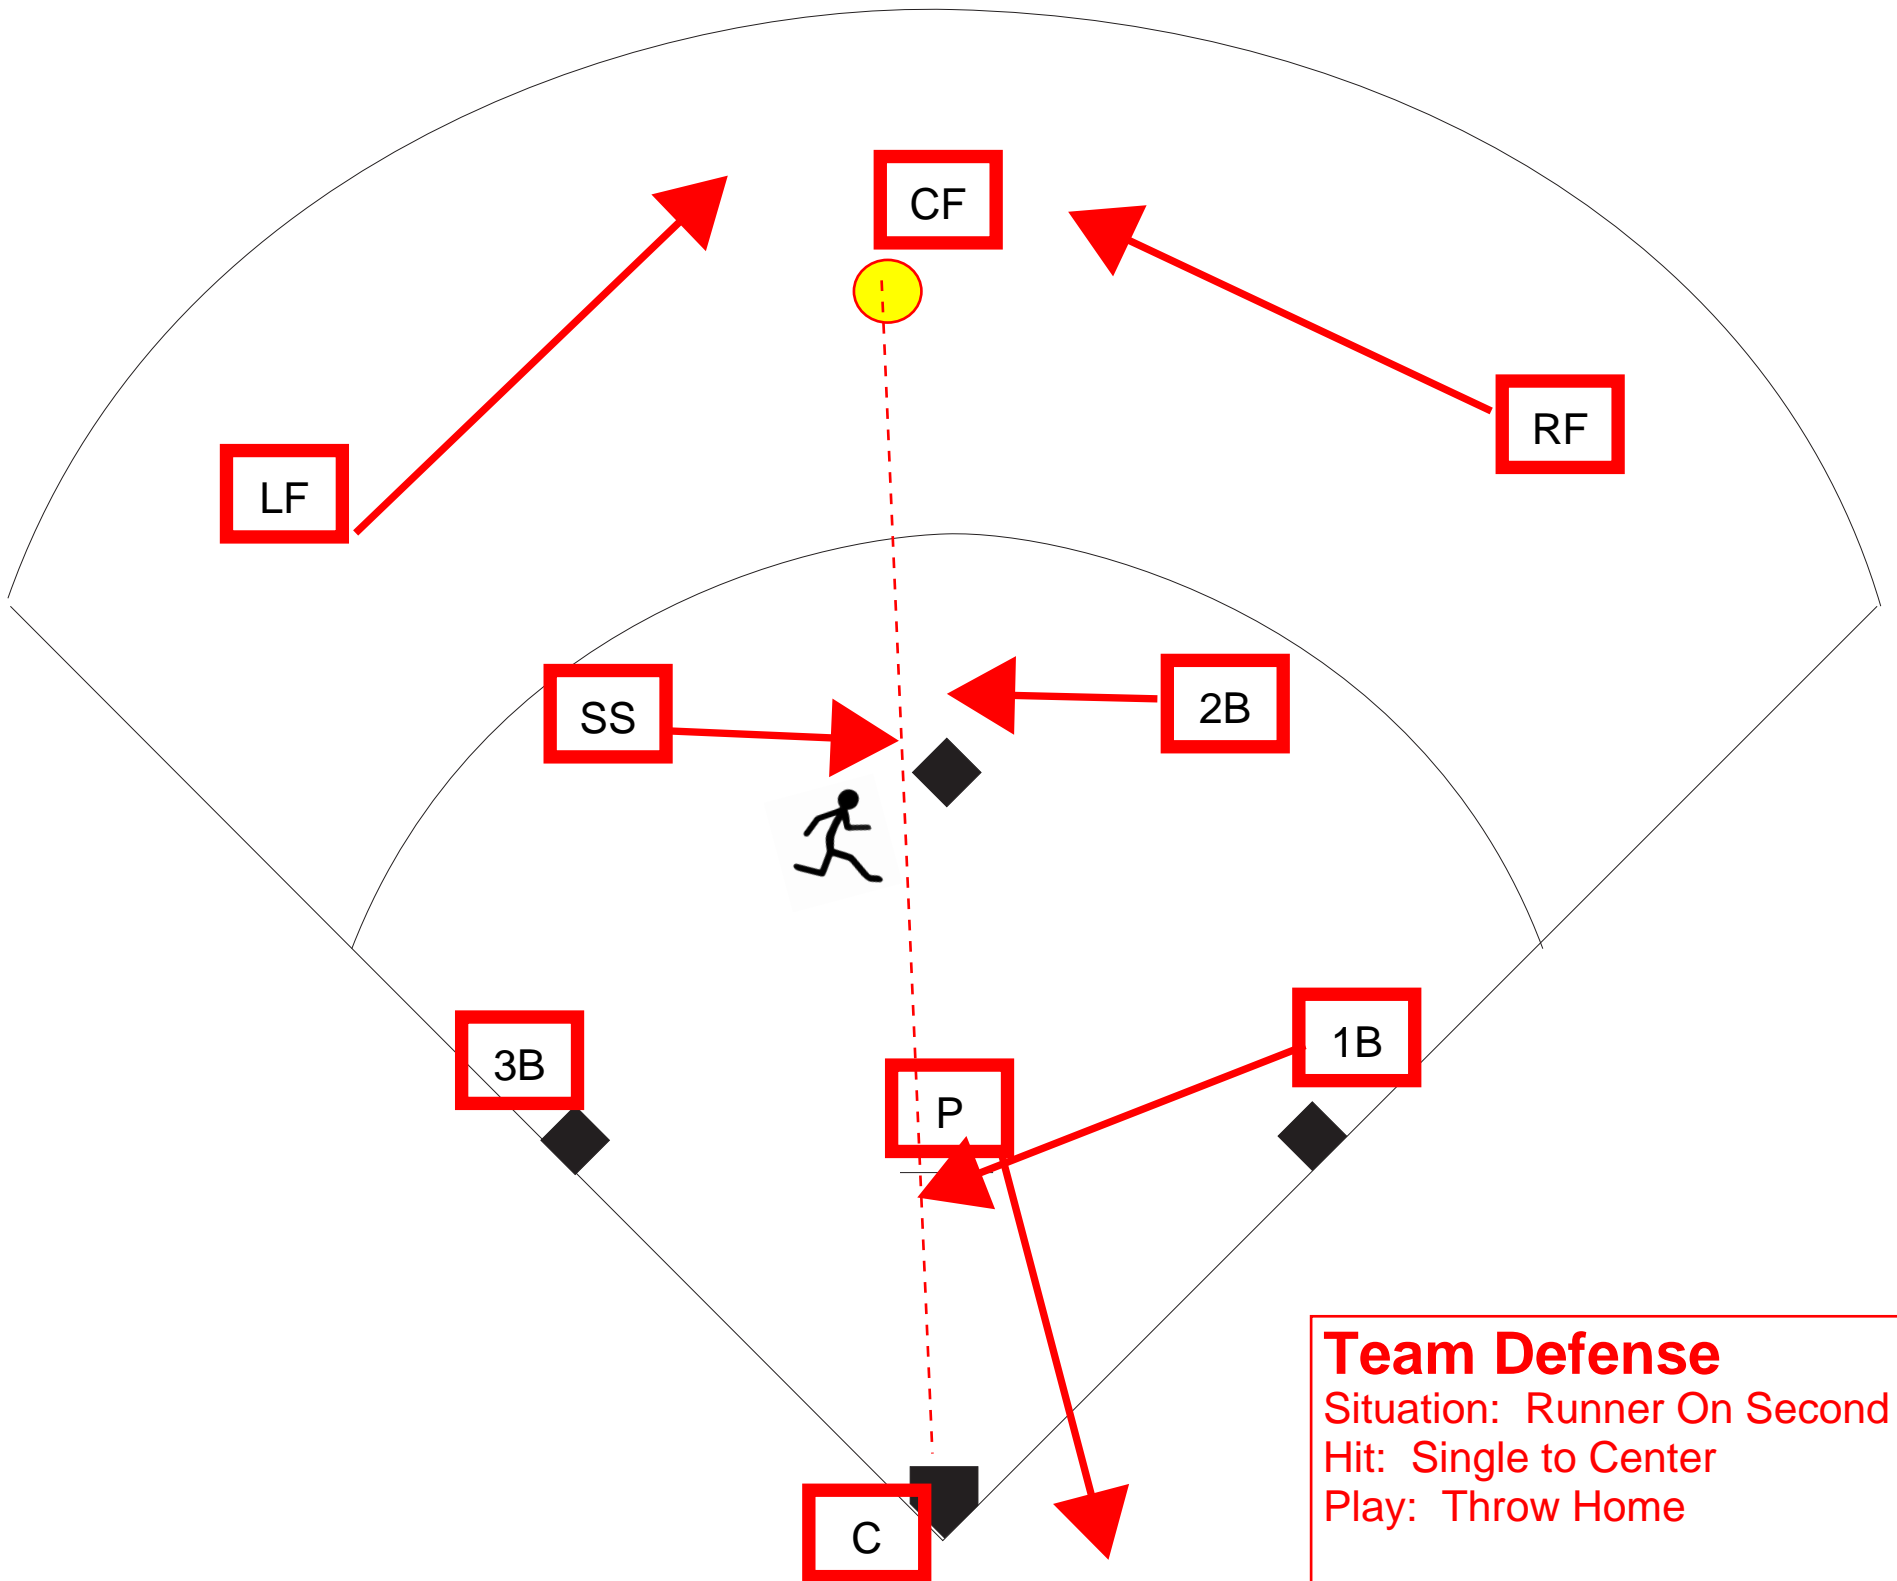 CF
RF
LF
SS
2B
3B
1B
P
Team Defense
Situation:  Runner On Second
Hit:  Single to Center
Play:  Throw Home
C